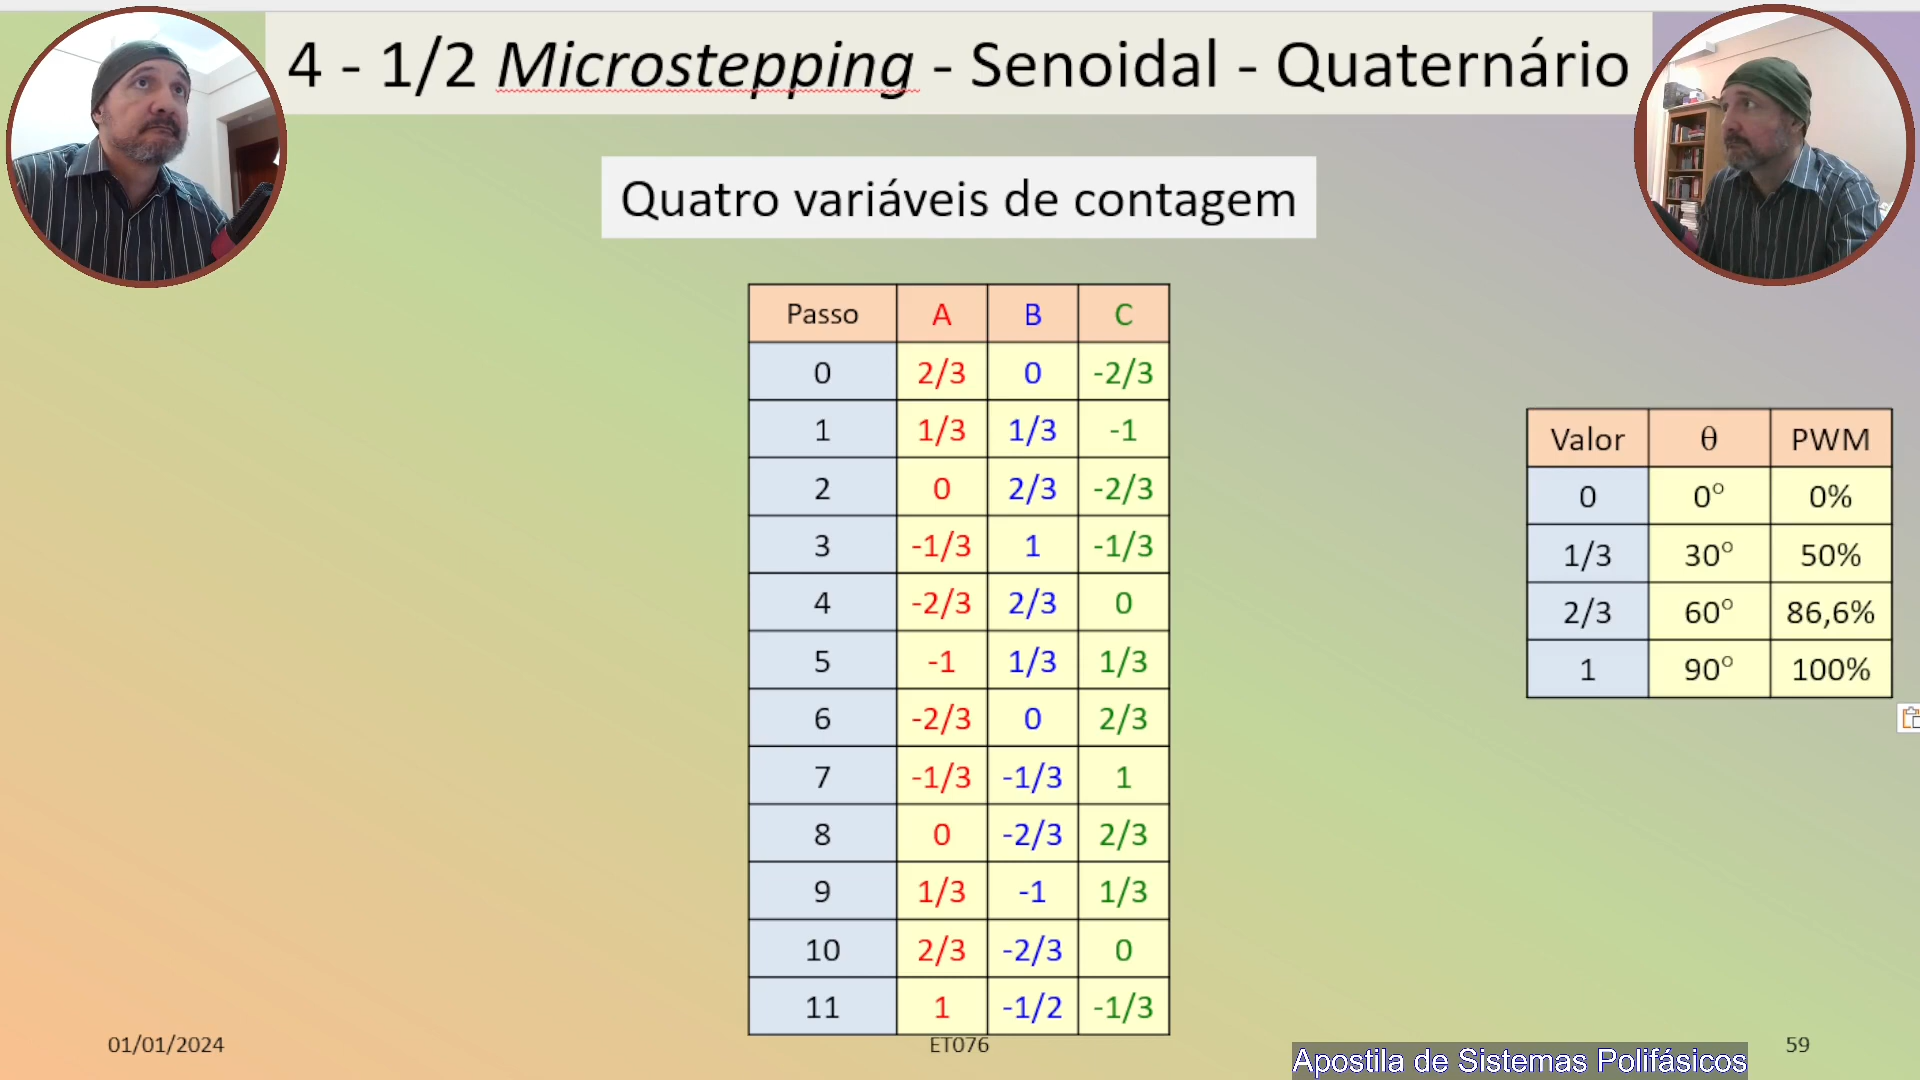 4 - 1/2 Microstepping - Senoidal - Quaternário
Quatro variáveis de contagem
Passo A B C
0 2/3 0 -2/3
1 1/3 1/3 -1
2 0 2/3 -2/3
3 -1/3 1 -1/3
4 -2/3 2/3 0
5 -1 1/3 1/3
6 -2/3 0 2/3
7 -1/3 -1/3 1
8 0 -2/3 2/3
9 1/3 -1 1/3
10 2/3 -2/3 0
11 1 -1/2 -1/3
Valor θ PWM
0 0° 0%
1/3 30° 50%
2/3 60° 86,6%
1 90° 100%
01/01/2024
ET076
59
Apostila de Sistemas Polifásicos